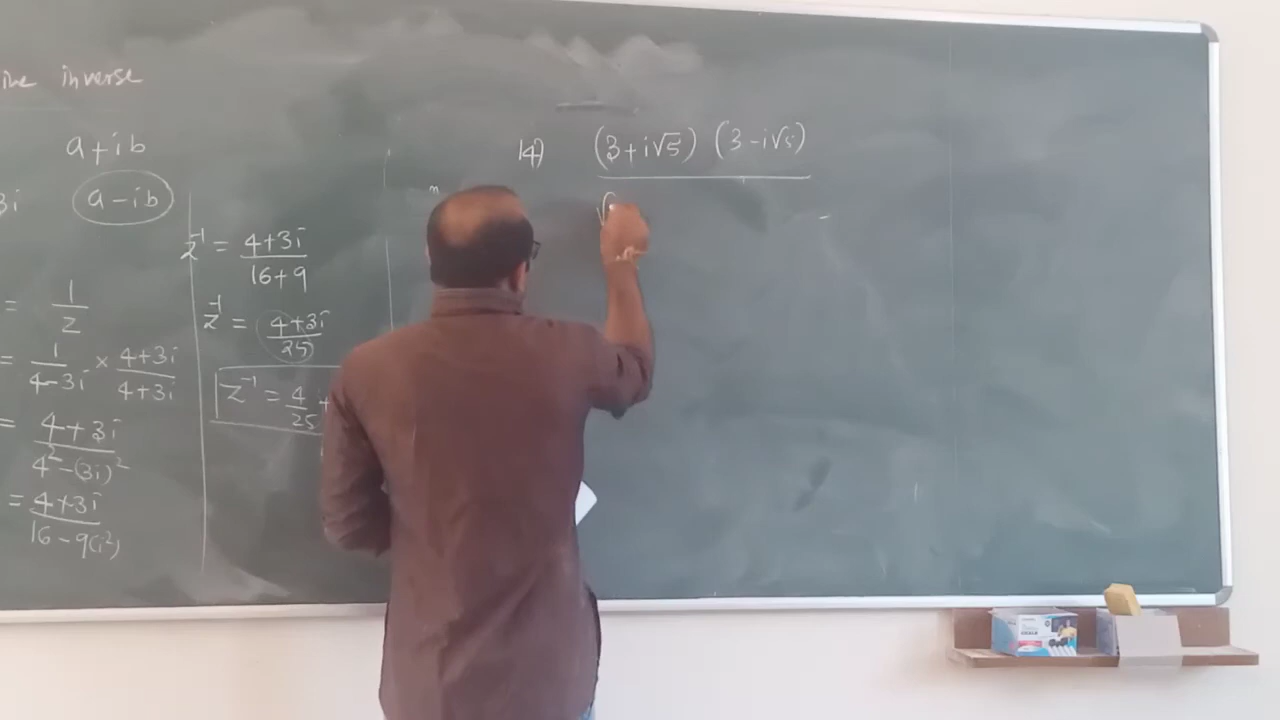 inverse
a+ib
3i
a-ib
= 1/z
= 1/(4-3i) × (4+3i)/(4+3i)
= (4+3i)/(4²-(3i)²)
= (4+3i)/(16-9(i²))
z⁻¹ = (4+3i)/(16+9)
z⁻¹ = (4+3i)/25
z⁻¹ = 4/25 +
14) (3+i√5) (3-i√5)
√